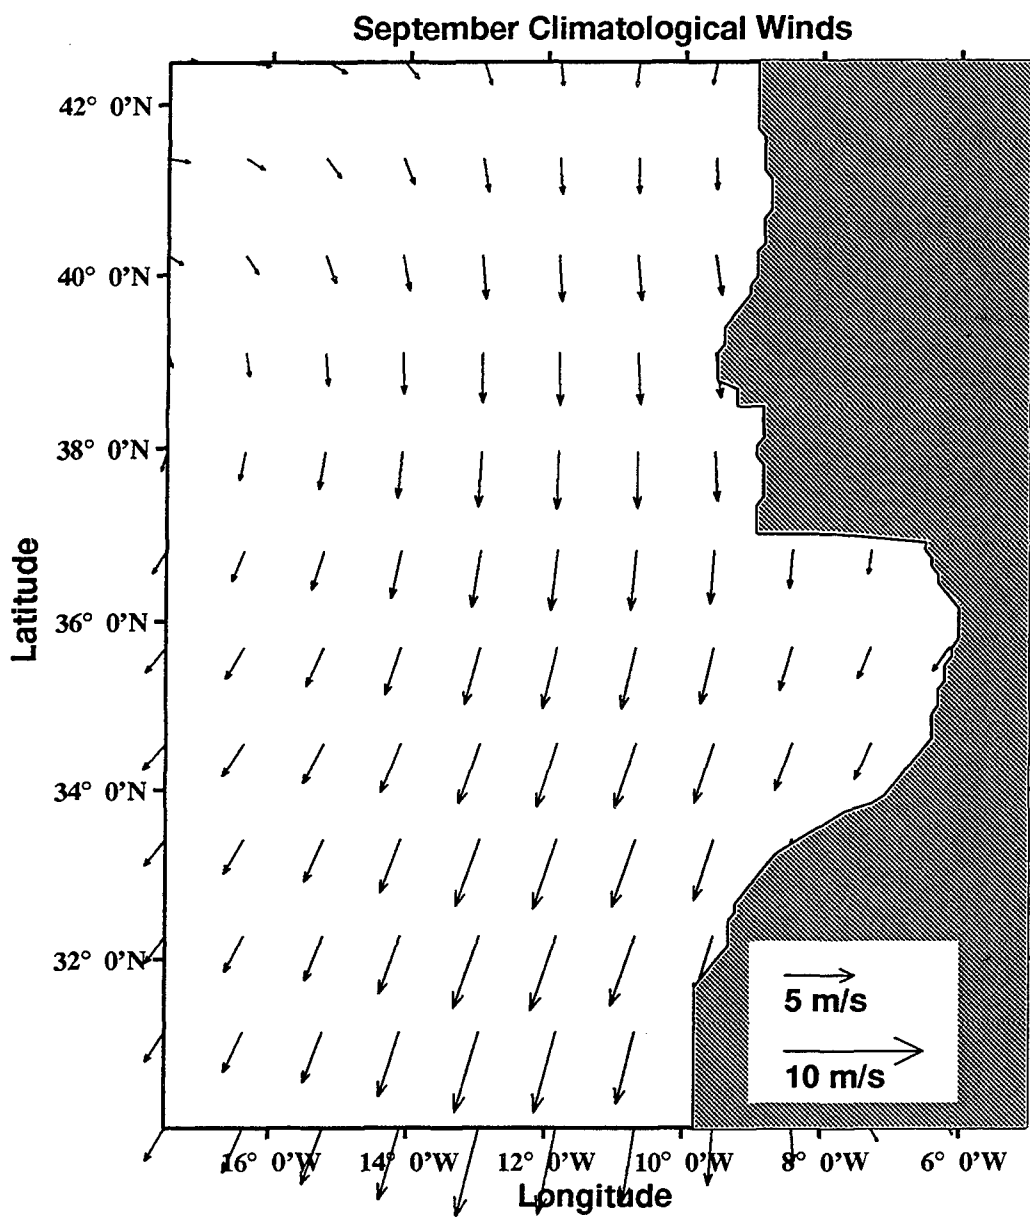 September Climatological Winds
42° 0'N
40° 0'N
38° 0'N
36° 0'N
34° 0'N
32° 0'N
Latitude
5 m/s
10 m/s
16° 0'W 14° 0'W 12° 0'W 10° 0'W 8° 0'W 6° 0'W
Longitude